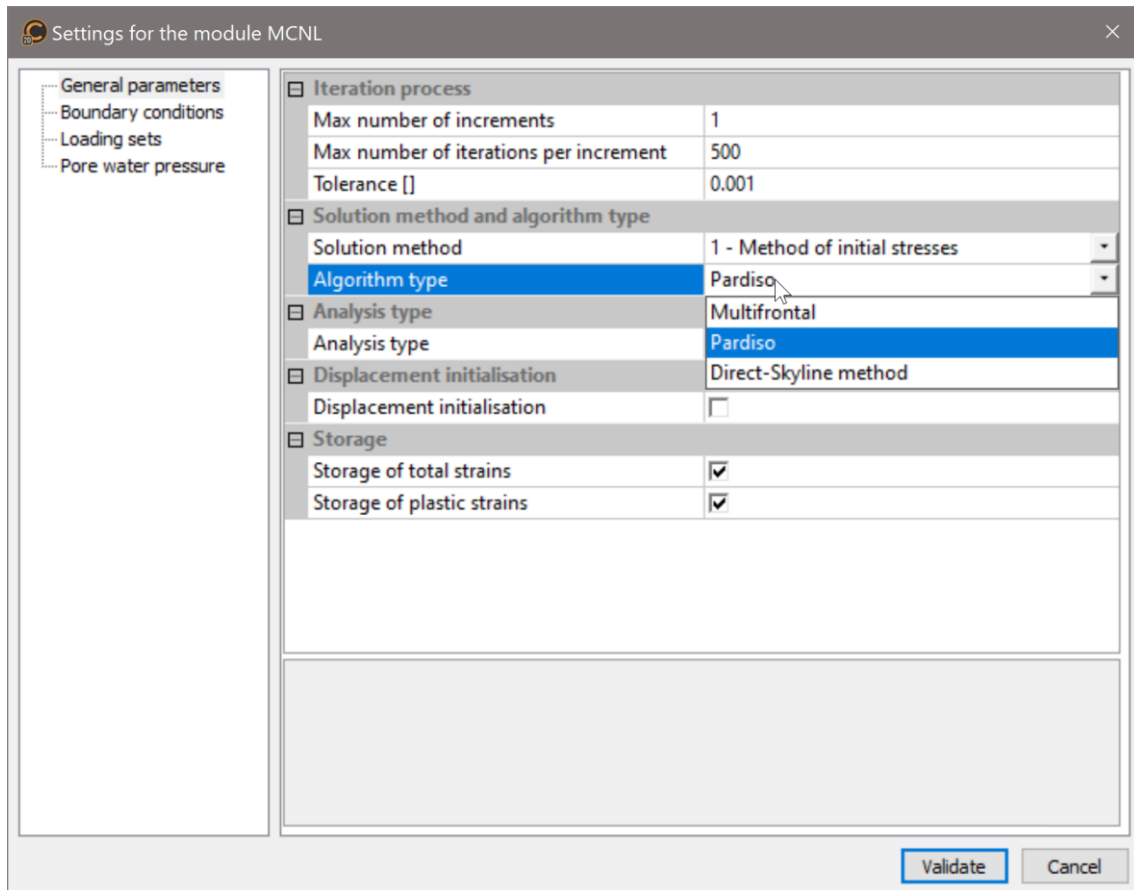 Settings for the module MCNL
General parameters
Boundary conditions
Loading sets
Pore water pressure
Iteration process
Max number of increments 1
Max number of iterations per increment 500
Tolerance [] 0.001
Solution method and algorithm type
Solution method 1 - Method of initial stresses
Algorithm type Pardiso
Analysis type Multifrontal
Analysis type Pardiso
Displacement initialisation Direct-Skyline method
Displacement initialisation
Storage
Storage of total strains
Storage of plastic strains
Validate Cancel